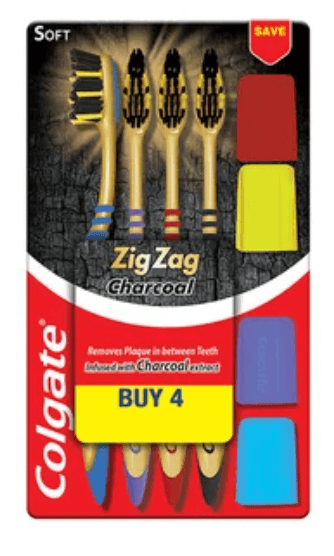 SOFT
SAVE
ZigZag
Charcoal
Colgate®
Removes Plaque in between Teeth
Infused with Charcoal extract
BUY 4